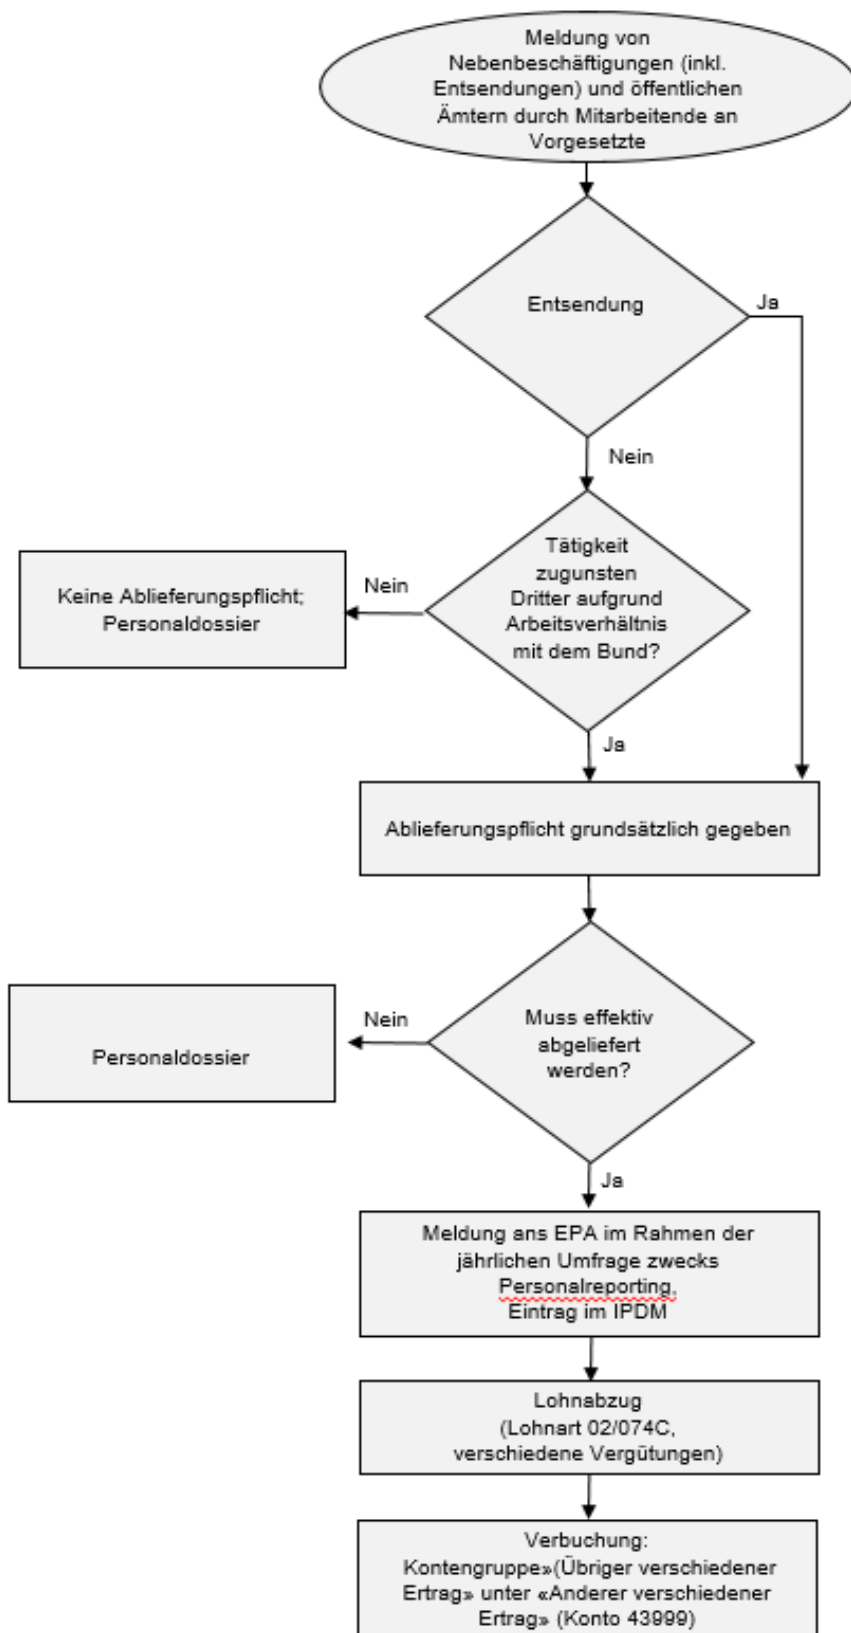 Meldung von
Nebenbeschäftigungen (inkl.
Entsendungen) und öffentlichen
Ämtern durch Mitarbeitende an
Vorgesetzte
Entsendung
Ja
Nein
Tätigkeit
zugunsten
Dritter aufgrund
Arbeitsverhältnis
mit dem Bund?
Nein
Keine Ablieferungspflicht;
Personaldossier
Ja
Ablieferungspflicht grundsätzlich gegeben
Muss effektiv
abgeliefert
werden?
Nein
Personaldossier
Ja
Meldung ans EPA im Rahmen der
jährlichen Umfrage zwecks
Personalreporting,
Eintrag im IPDM
Lohnabzug
(Lohnart 02/074C,
verschiedene Vergütungen)
Verbuchung:
Kontengruppe»(Übriger verschiedener
Ertrag» unter «Anderer verschiedener
Ertrag» (Konto 43999)